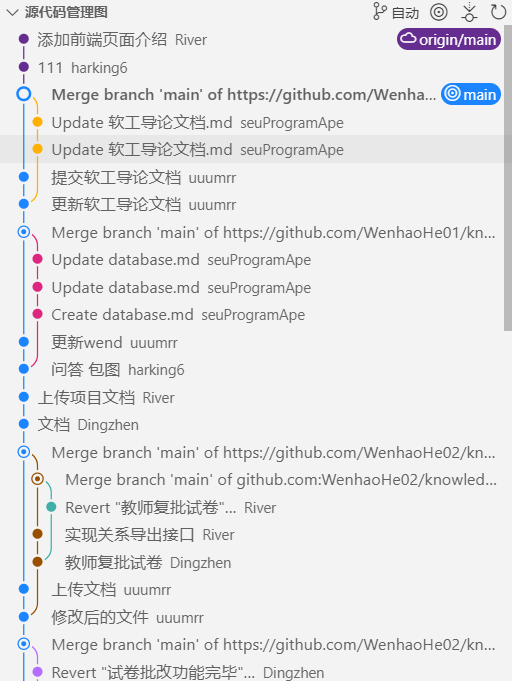 源代码管理图 自动
添加前端页面介绍 River origin/main
111 harking6
Merge branch 'main' of https://github.com/Wenha... main
Update 软工导论文档.md seuProgramApe
Update 软工导论文档.md seuProgramApe
提交软工导论文档 uuumrr
更新软工导论文档 uuumrr
Merge branch 'main' of https://github.com/WenhaoHe01/kn...
Update database.md seuProgramApe
Update database.md seuProgramApe
Create database.md seuProgramApe
更新wend uuumrr
问答 包图 harking6
上传项目文档 River
文档 Dingzhen
Merge branch 'main' of https://github.com/WenhaoHe02/kn...
Merge branch 'main' of github.com:WenhaoHe02/knowled...
Revert "教师复批试卷"... River
实现关系导出接口 River
教师复批试卷 Dingzhen
上传文档 uuumrr
修改后的文件 uuumrr
Merge branch 'main' of https://github.com/WenhaoHe02/kn...
Revert "试卷批改功能完毕"... Dingzhen